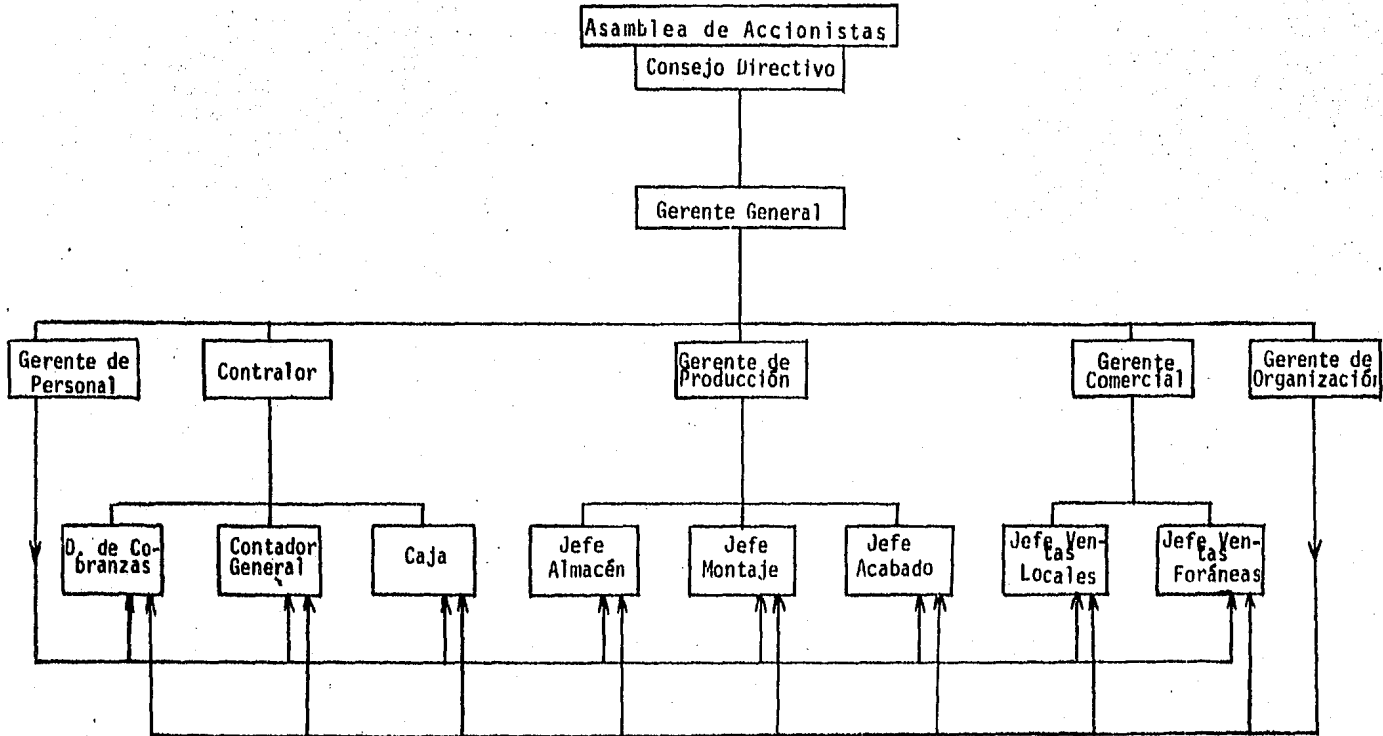 Asamblea de Accionistas
Consejo Directivo
Gerente General
Gerente de
Personal
Contralor
Gerente de
Producción
Gerente
Comercial
Gerente de
Organización
D. de Co-
branzas
Contador
General
Caja
Jefe
Almacén
Jefe
Montaje
Jefe
Acabado
Jefe Ven-
tas
Locales
Jefe Ven-
tas
Foráneas